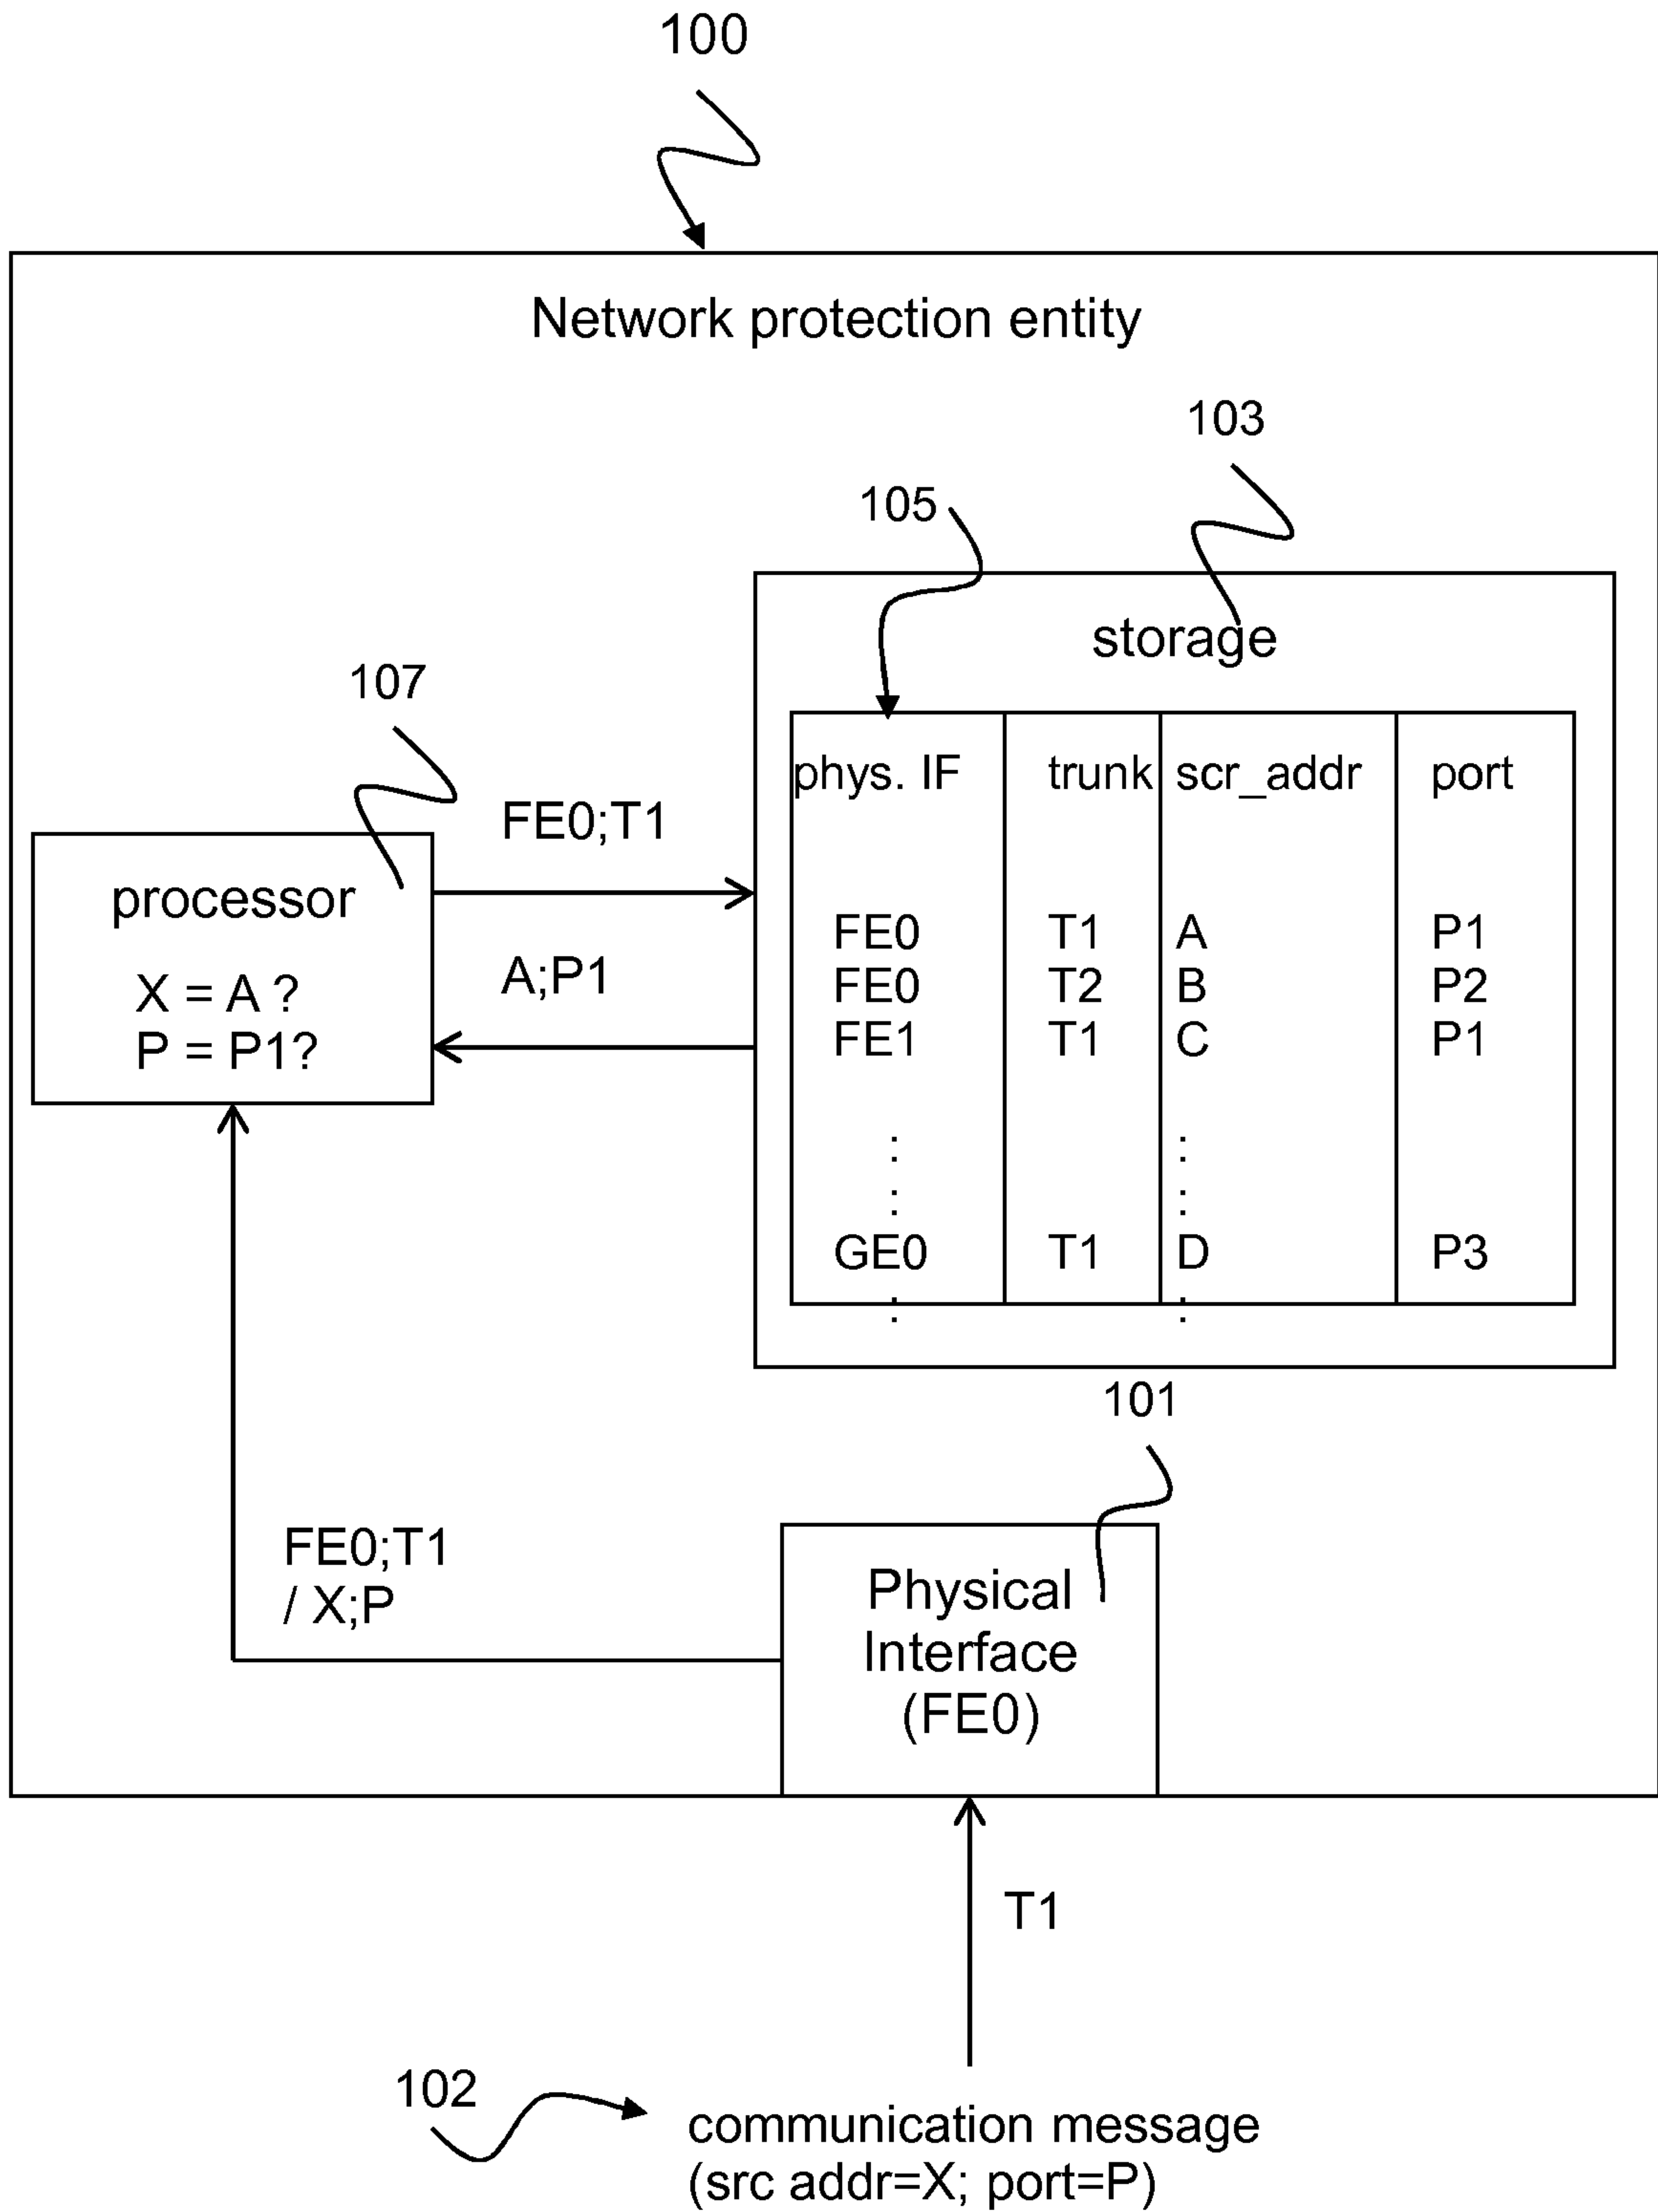 100
Network protection entity
103
105
storage
107
phys. IF trunk scr_addr port
FE0;T1
processor
FE0 T1 A P1
A;P1
X = A ?
FE0 T2 B P2
P = P1?
FE1 T1 C P1
: :
: :
GE0 T1 D P3
: :
101
FE0;T1
/ X;P
Physical
Interface
(FE0)
T1
102
communication message
(src addr=X; port=P)